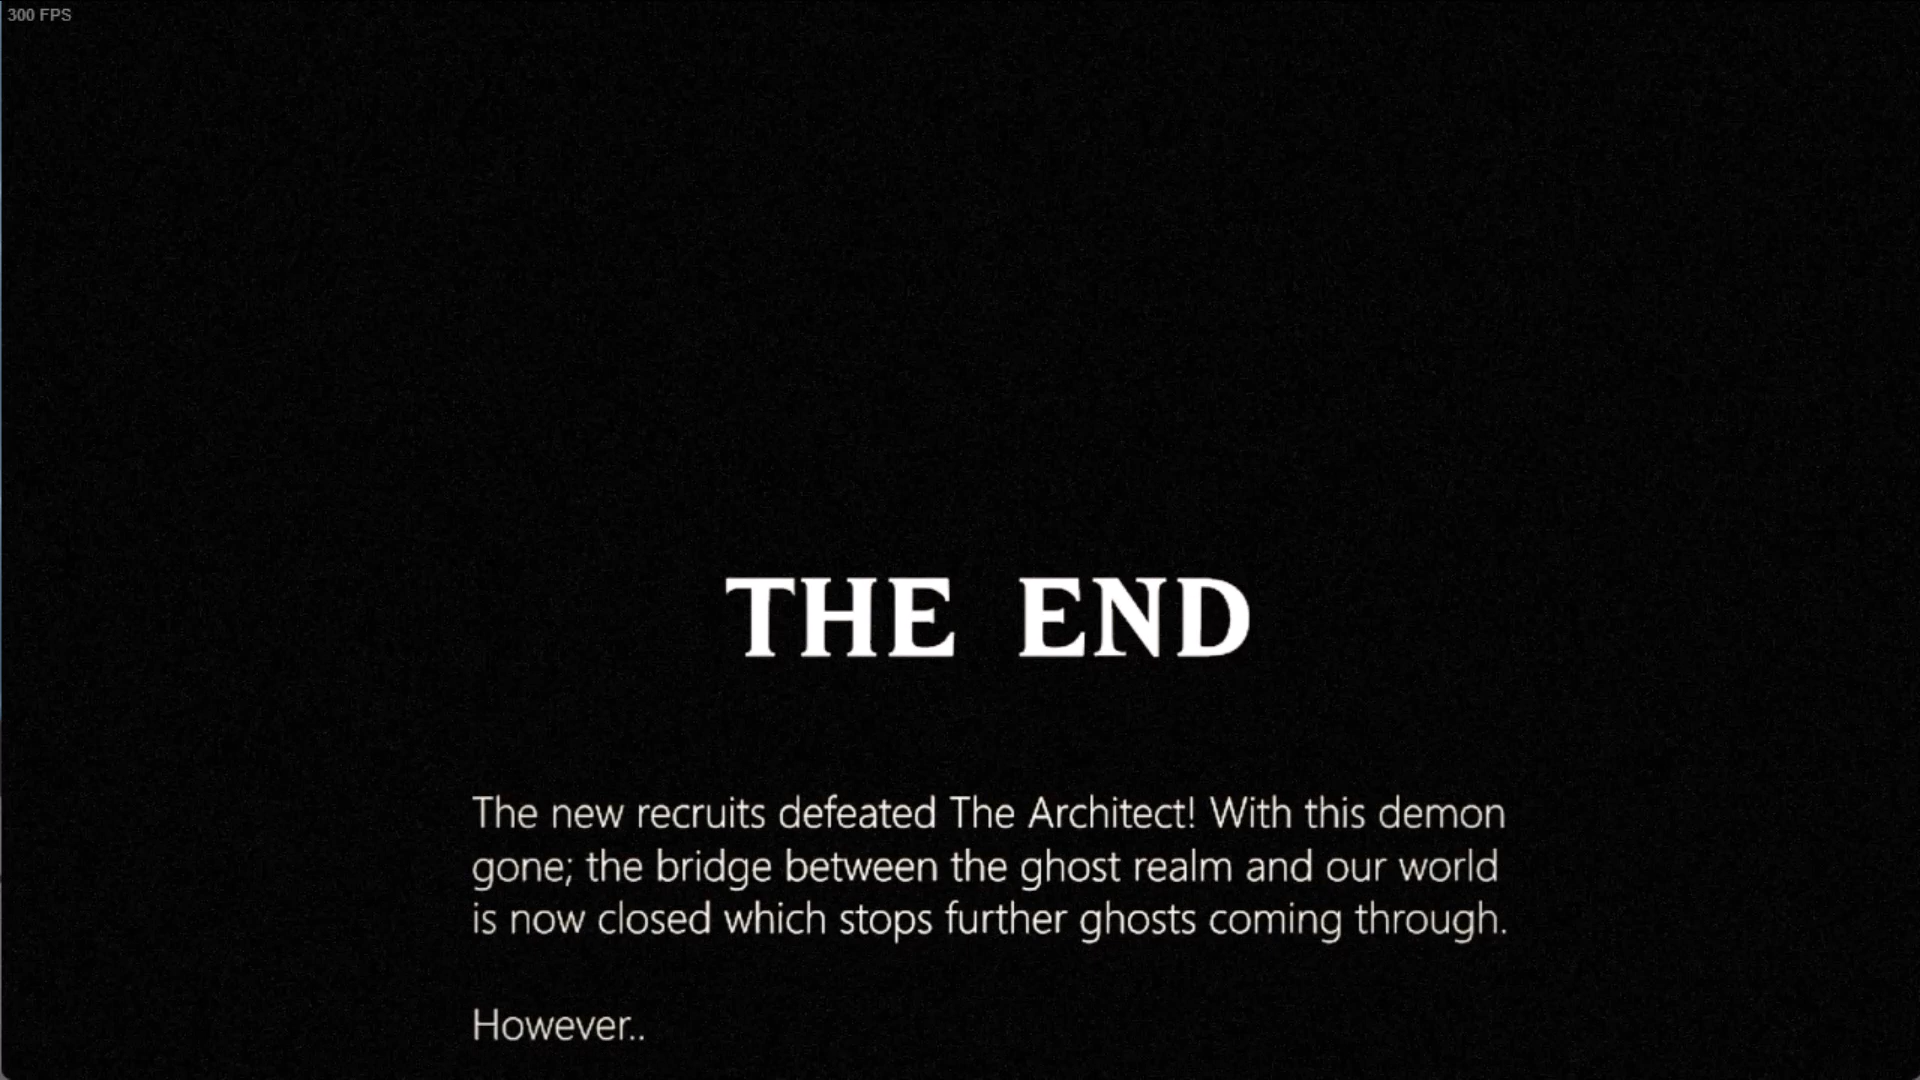 300 FPS
THE END
The new recruits defeated The Architect! With this demon
gone; the bridge between the ghost realm and our world
is now closed which stops further ghosts coming through.
However..